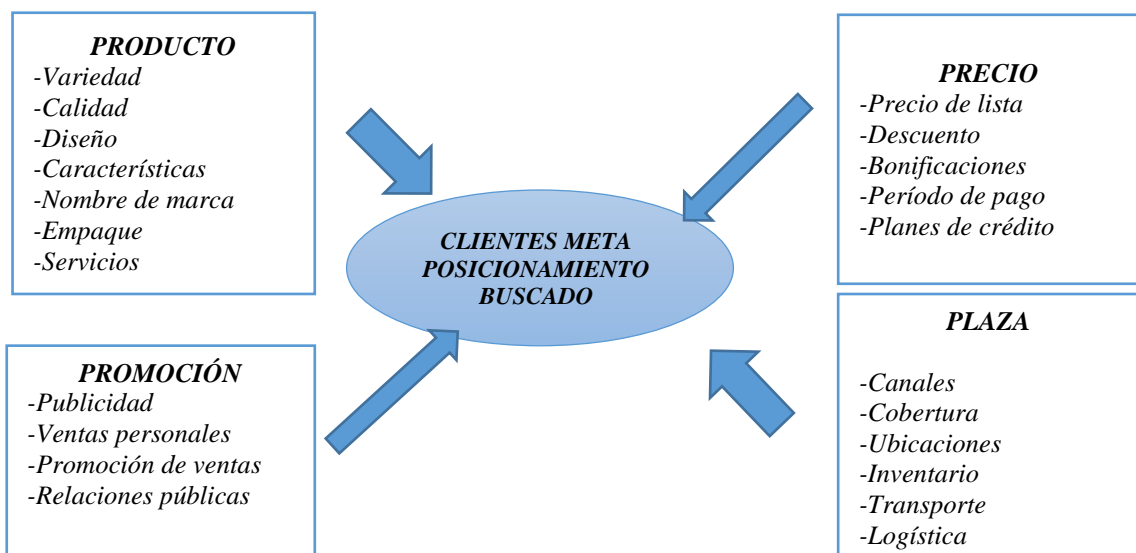 PRODUCTO
-Variedad
-Calidad
-Diseño
-Características
-Nombre de marca
-Empaque
-Servicios
PRECIO
-Precio de lista
-Descuento
-Bonificaciones
-Período de pago
-Planes de crédito
CLIENTES META
POSICIONAMIENTO
BUSCADO
PROMOCIÓN
-Publicidad
-Ventas personales
-Promoción de ventas
-Relaciones públicas
PLAZA
-Canales
-Cobertura
-Ubicaciones
-Inventario
-Transporte
-Logística